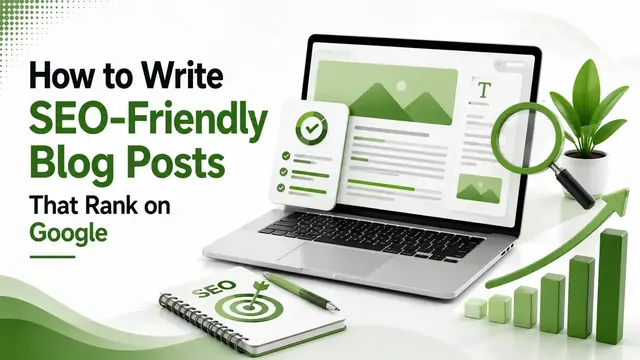 How to Write
SEO-Friendly
Blog Posts
That Rank on
Google
T
SEO